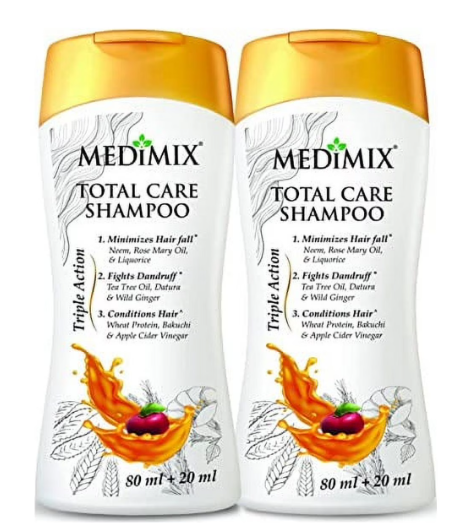 MEDIMIX®
TOTAL CARE
SHAMPOO
Triple Action
1. Minimizes Hair fall*
Neem, Rose Mary Oil,
& Liquorice
2. Fights Dandruff*
Tea Tree Oil, Datura
& Wild Ginger
3. Conditions Hair^
Wheat Protein, Bakuchi
& Apple Cider Vinegar
80 ml + 20 ml
MEDIMIX®
TOTAL CARE
SHAMPOO
Triple Action
1. Minimizes Hair fall*
Neem, Rose Mary Oil,
& Liquorice
2. Fights Dandruff*
Tea Tree Oil, Datura
& Wild Ginger
3. Conditions Hair^
Wheat Protein, Bakuchi
& Apple Cider Vinegar
80 ml + 20 ml